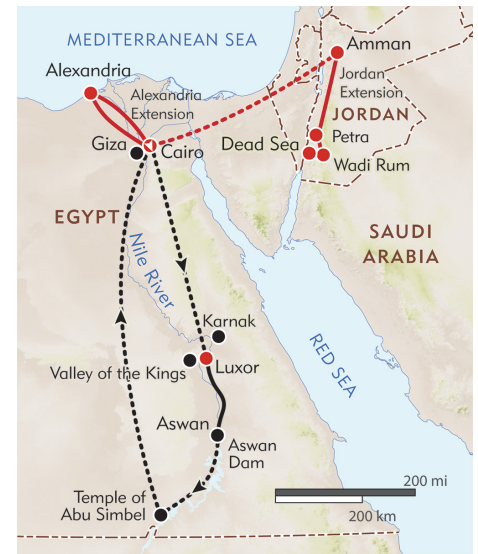 MEDITERRANEAN SEA
Amman
Alexandria
Jordan
Extension
Alexandria
Extension
JORDAN
Petra
Giza
Cairo
Dead Sea
Wadi Rum
EGYPT
SAUDI
ARABIA
Nile River
Karnak
RED SEA
Valley of the Kings
Luxor
Aswan
Aswan
Dam
200 mi
Temple of
Abu Simbel
200 km